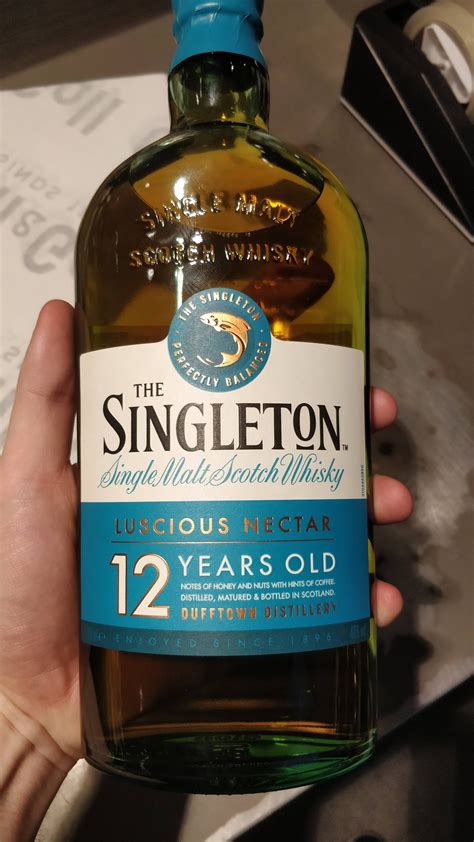 SINGLE MALT
SCOTCH WHISKY
THE SINGLETON
PERFECTLY BALANCED
THE
SINGLETON™
Single Malt Scotch Whisky
LUSCIOUS NECTAR
12 YEARS OLD
NOTES OF HONEY AND NUTS WITH HINTS OF COFFEE.
DISTILLED, MATURED & BOTTLED IN SCOTLAND.
DUFFTOWN DISTILLERY
ENJOYED SINCE 1896